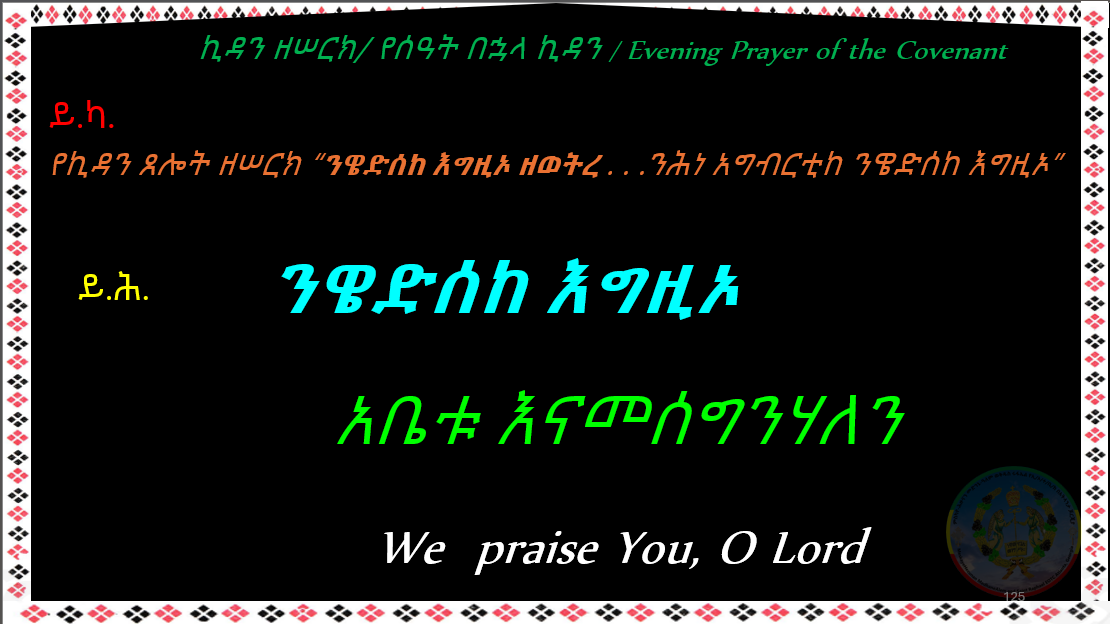 ኪዳን ዘሠርክ/ የሰዓት በኋላ ኪዳን / Evening Prayer of the Covenant
ይ.ካ.
የኪዳን ጸሎት ዘሠርክ “ንዌድሰከ እግዚኦ ዘወትረ . . . ንሕነ አግብርቲከ ንዌድሰከ እግዚኦ”
ይ.ሕ.
ንዌድሰከ እግዚኦ
አቤቱ እናመሰግንሃለን
We praise You, O Lord
125